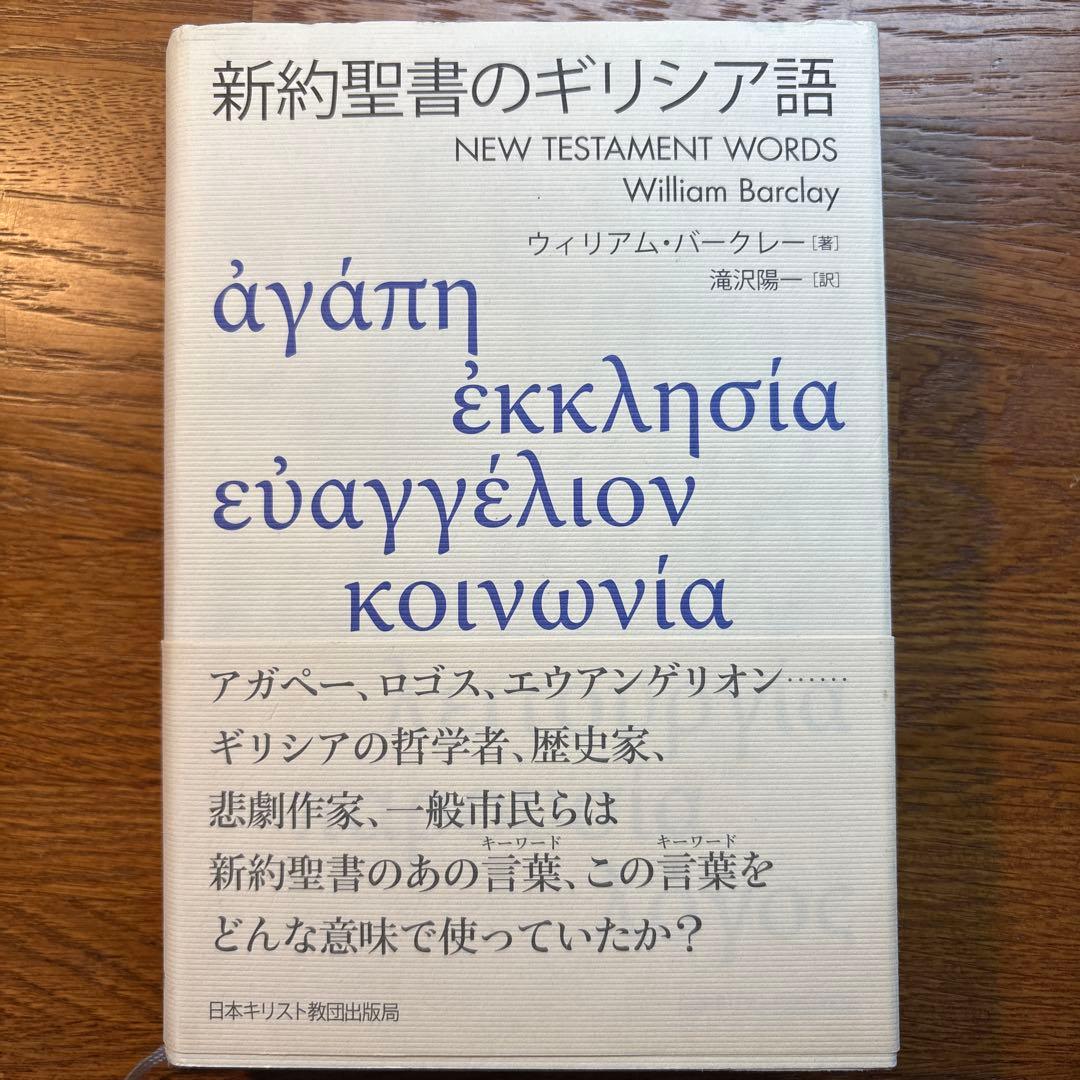 新約聖書のギリシア語
NEW TESTAMENT WORDS
William Barclay
ウィリアム・バークレー［著］
滝沢陽一［訳］
ἀγάπη
ἐκκλησία
εὐαγγέλιον
κοινωνία
アガペー、ロゴス、エウアンゲリオン……
ギリシアの哲学者、歴史家、
悲劇作家、一般市民らは
キーワード キーワード
新約聖書のあの言葉、この言葉を
どんな意味で使っていたか？
日本キリスト教団出版局